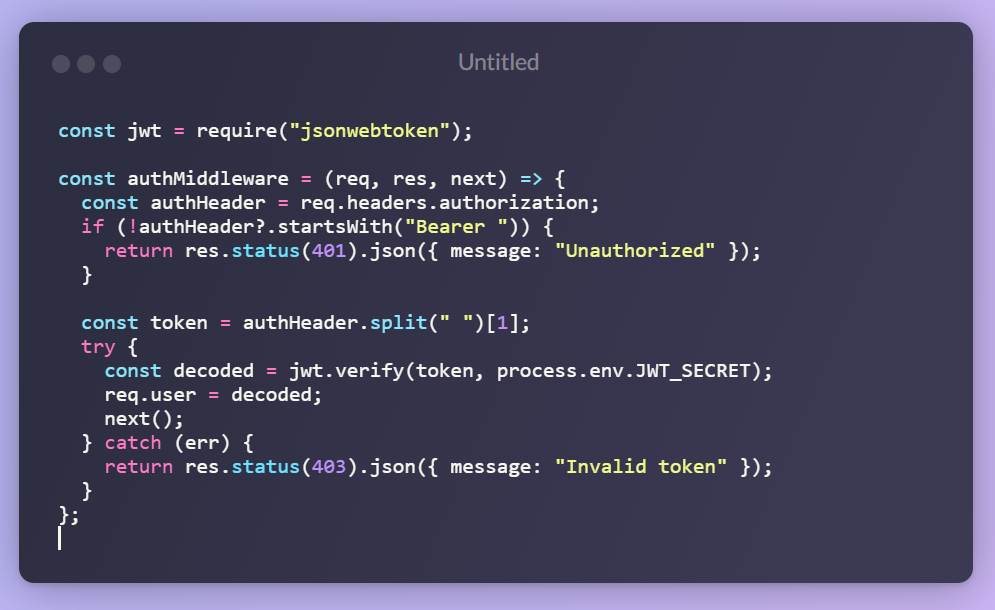 Untitled
const jwt = require("jsonwebtoken");

const authMiddleware = (req, res, next) => {
  const authHeader = req.headers.authorization;
  if (!authHeader?.startsWith("Bearer ")) {
    return res.status(401).json({ message: "Unauthorized" });
  }

  const token = authHeader.split(" ")[1];
  try {
    const decoded = jwt.verify(token, process.env.JWT_SECRET);
    req.user = decoded;
    next();
  } catch (err) {
    return res.status(403).json({ message: "Invalid token" });
  }
};